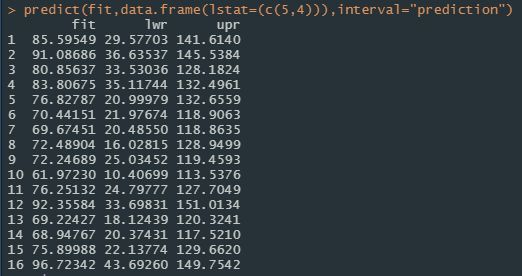 > predict(fit,data.frame(lstat=(c(5,4))),interval="prediction")
fit lwr upr
1 85.59549 29.57703 141.6140
2 91.08686 36.63537 145.5384
3 80.85637 33.53036 128.1824
4 83.80675 35.11744 132.4961
5 76.82787 20.99979 132.6559
6 70.44151 21.97674 118.9063
7 69.67451 20.48550 118.8635
8 72.48904 16.02815 128.9499
9 72.24689 25.03452 119.4593
10 61.97230 10.40699 113.5376
11 76.25132 24.79777 127.7049
12 92.35584 33.69831 151.0134
13 69.22427 18.12439 120.3241
14 68.94767 20.37431 117.5210
15 75.89988 22.13774 129.6620
16 96.72342 43.69260 149.7542